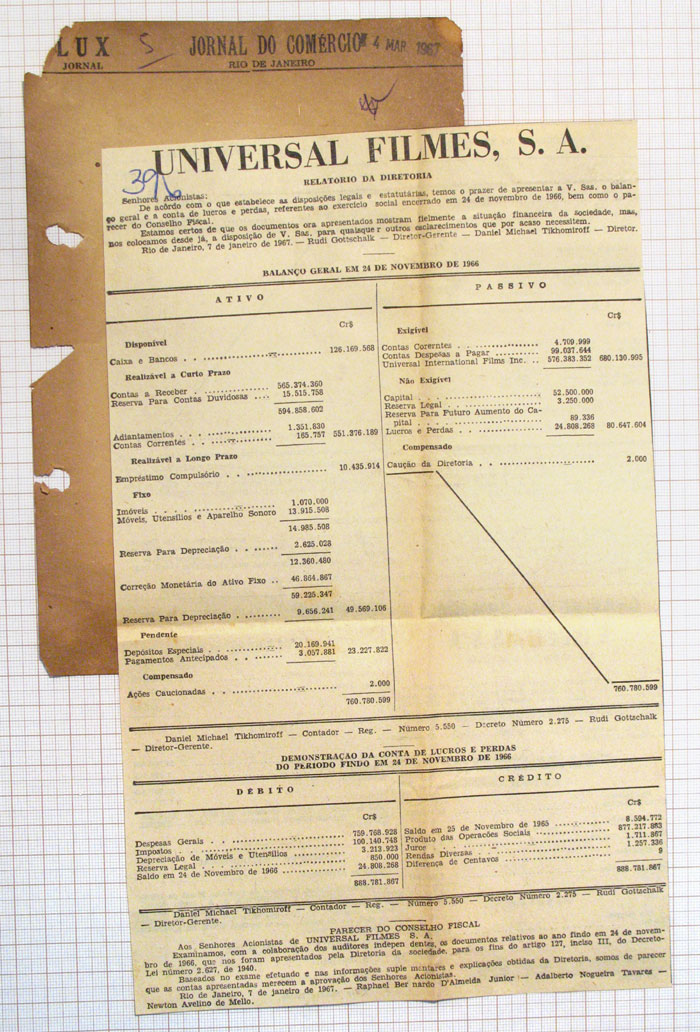 LUX
JORNAL
S
JORNAL DO COMÉRCIO
4 MAR 1967
RIO DE JANEIRO
UNIVERSAL FILMES, S. A.
RELATORIO DA DIRETORIA
Senhores Acionistas:
De acôrdo com o que estabelece as disposições legais e estatutárias, temos o prazer de apresentar a V. Sas. o balan-
ço geral e a conta de lucros e perdas, referentes ao exercício social encerrado em 24 de novembro de 1966, bem como o pa-
recer do Conselho Fiscal.
Estamos certos de que os documentos ora apresentados mostram fielmente a situação financeira da sociedade, mas,
nos colocamos desde já, a disposição de V. Sas, para quaisquer outros esclarecimentos que por acaso necessitem.
Rio de Janeiro, 7 de janeiro de 1967. — Rudi Gottschalk — Diretor-Gerente — Daniel Michael Tikhomiroff — Diretor.
BALANÇO GERAL EM 24 DE NOVEMBRO DE 1966
ATIVO
Cr$
Disponível
Caixa e Bancos . . 126.169.568
Realizável a Curto Prazo
Contas a Receber . 565.374.360
Reserva Para Contas Duvidosas . 15.515.758
594.858.602
Adiantamentos . . 1.351.830
Contas Correntes . . 165.757 551.376.189
Realizável a Longo Prazo
Empréstimo Compulsório . . 10.435.914
Fixo
Imóveis . . 1.070.000
Móveis, Utensílios e Aparelho Sonoro 13.915.508
14.985.508
Reserva Para Depreciação . . 2.625.028
12.360.480
Correção Monetária do Ativo Fixo . . 46.864.867
59.225.347
Reserva Para Depreciação . . 9.656.241 49.569.106
Pendente
Depósitos Especiais . . 20.169.941
Pagamentos Antecipados . . 3.057.881 23.227.822
Compensado
Ações Caucionadas . . 2.000
760.780.599
PASSIVO
Cr$
Exigível
Contas Corerntes . . 4.709.999
Contas Despesas a Pagar . . 99.037.644
Universal International Films Inc. . . 576.383.352 680.130.995
Não Exigível
Capital . . 52.500.000
Reserva Legal . . 3.250.000
Reserva Para Futuro Aumento do Ca-
pital . . 89.336
Lucros e Perdas . . 24.808.268 80.647.604
Compensado
Caução da Diretoria . . 2.000
760.780.599
Daniel Michael Tikhomiroff — Contador — Reg. — Número 5.550 — Decreto Número 2.275 — Rudi Gottschalk
— Diretor-Gerente.
DEMONSTRAÇÃO DA CONTA DE LUCROS E PERDAS
DO PERIODO FINDO EM 24 DE NOVEMBRO DE 1966
DÉBITO
Cr$
Despesas Gerais . . 759.768.928
Impostos . . 100.140.748
Depreciação de Móveis e Utensílios . . 3.213.923
Reserva Legal . . 850.000
Saldo em 24 de Novembro de 1966 . . 24.808.268
888.781.867
CRÉDITO
Cr$
Saldo em 25 de Novembro de 1965 . . 8.594.772
Produto das Operacões Sociais . . 877.217.883
Juros . . 1.711.867
Rendas Diversas . . 1.257.336
Diferença de Centavos . . 9
888.781.867
Daniel Michael Tikhomiroff — Contador — Reg. — Número 5.550 — Decreto Número 2.275 — Rudi Gottschalk
— Diretor-Gerente.
PARECER DO CONSELHO FISCAL
Aos Senhores Acionistas de UNIVERSAL FILMES S. A.
Examinamos, com a colaboração dos auditores indepen dentes, os documentos relativos ao ano findo em 24 de novem-
bro de 1966, que nos foram apresentados pela Diretoria da sociedade, para os fins do artigo 127, inciso III, do Decreto-
Lei número 2.627, de 1940.
Baseados no exame efetuado e nas informações suple mentares e explicações obtidas da Diretoria, somos de parecer
que as contas apresentadas merecem a aprovação dos Senhores Acionistas.
Rio de Janeiro, 7 de janeiro de 1967. — Raphael Ber nardo D'Almeida Junior — Adalberto Nogueira Tavares —
Newton Avelino de Mello.